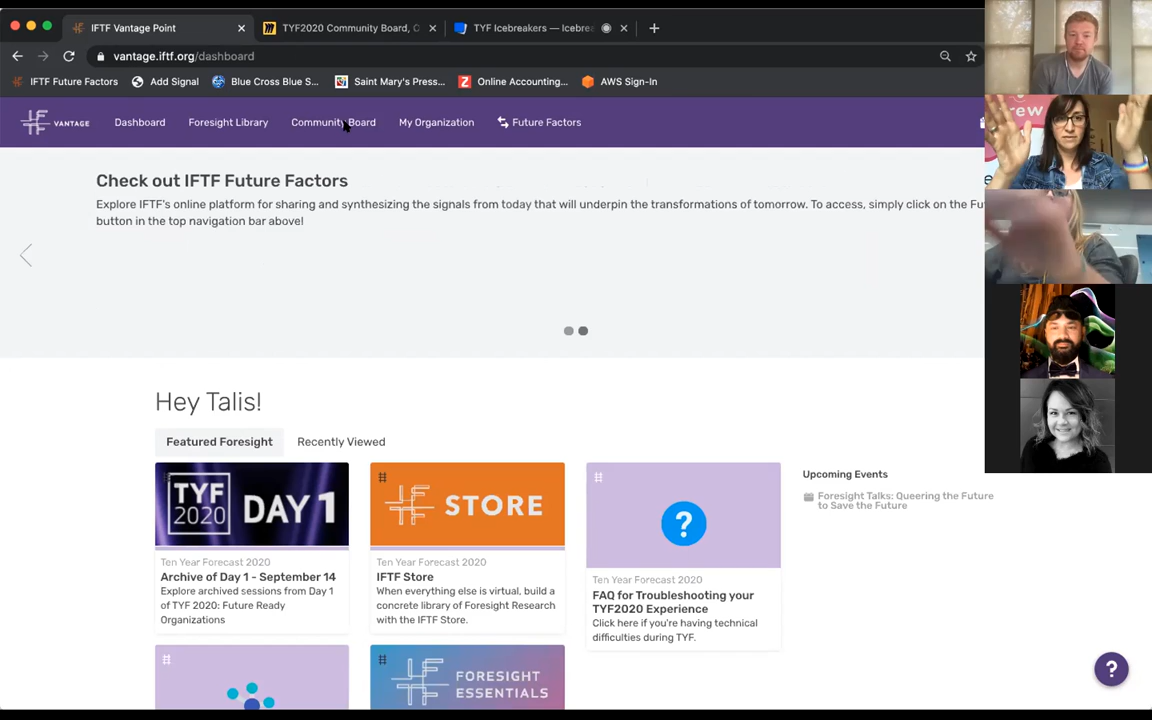 IFTF Vantage Point
TYF2020 Community Board, O
TYF Icebreakers — Icebrea
vantage.iftf.org/dashboard
IFTF Future Factors
Add Signal
Blue Cross Blue S...
Saint Mary's Press...
Online Accounting...
AWS Sign-In
VANTAGE
Dashboard
Foresight Library
Community Board
My Organization
Future Factors
Check out IFTF Future Factors
Explore IFTF's online platform for sharing and synthesizing the signals from today that will underpin the transformations of tomorrow. To access, simply click on the Fu
button in the top navigation bar above!
Hey Talis!
Featured Foresight
Recently Viewed
TYF
2020
DAY 1
Ten Year Forecast 2020
Archive of Day 1 - September 14
Explore archived sessions from Day 1
of TYF 2020: Future Ready
Organizations
STORE
Ten Year Forecast 2020
IFTF Store
When everything else is virtual, build a
concrete library of Foresight Research
with the IFTF Store.
?
Ten Year Forecast 2020
FAQ for Troubleshooting your
TYF2020 Experience
Click here if you're having technical
difficulties during TYF.
Upcoming Events
Foresight Talks: Queering the Future
to Save the Future
FORESIGHT
ESSENTIALS
?